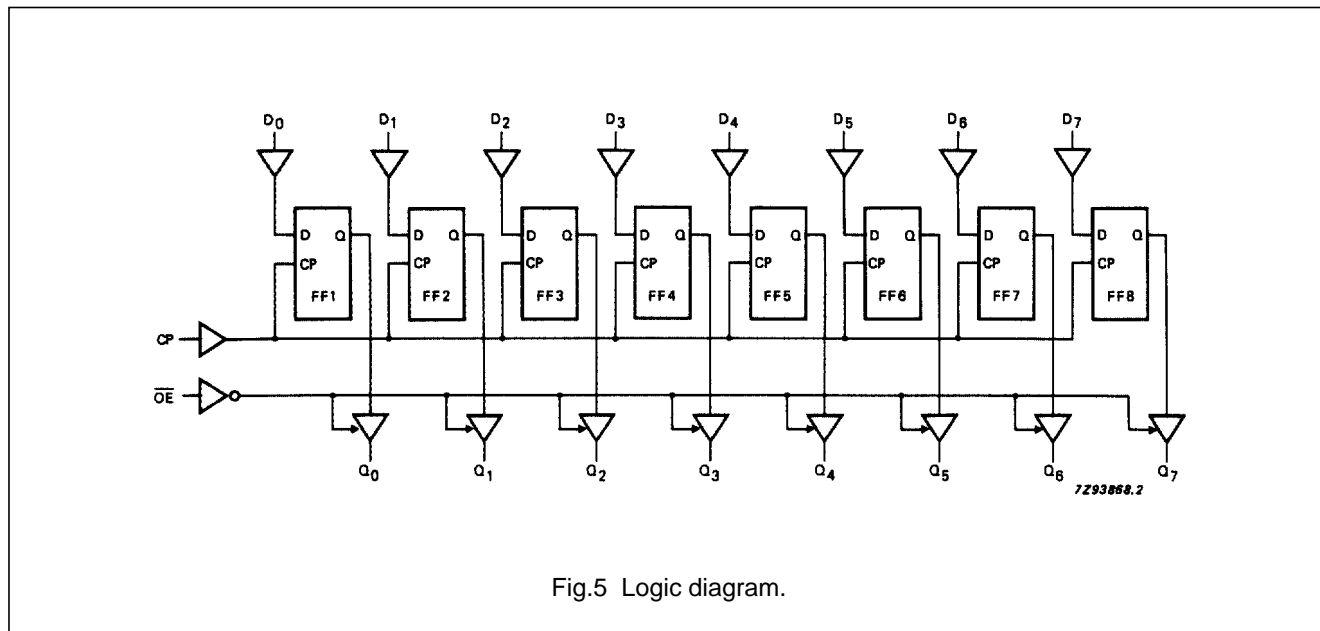 D0 D1 D2 D3 D4 D5 D6 D7
D Q D Q D Q D Q D Q D Q D Q D Q
CP CP CP CP CP CP CP CP
FF1 FF2 FF3 FF4 FF5 FF6 FF7 FF8
CP
O̅E̅
Q0 Q1 Q2 Q3 Q4 Q5 Q6 Q7
7Z93868.2
Fig.5 Logic diagram.